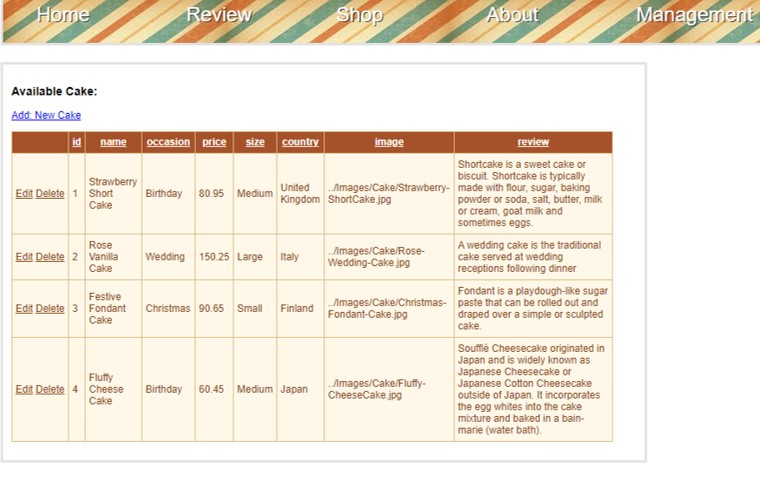 Home Review Shop About Management
Available Cake:
Add: New Cake
id name occasion price size country image review
Edit Delete 1 Strawberry Short Cake Birthday 80.95 Medium United Kingdom ../Images/Cake/Strawberry-ShortCake.jpg Shortcake is a sweet cake or biscuit. Shortcake is typically made with flour, sugar, baking powder or soda, salt, butter, milk or cream, goat milk and sometimes eggs.
Edit Delete 2 Rose Vanilla Cake Wedding 150.25 Large Italy ../Images/Cake/Rose-Wedding-Cake.jpg A wedding cake is the traditional cake served at wedding receptions following dinner
Edit Delete 3 Festive Fondant Cake Christmas 90.65 Small Finland ../Images/Cake/Christmas-Fondant-Cake.jpg Fondant is a playdough-like sugar paste that can be rolled out and draped over a simple or sculpted cake.
Edit Delete 4 Fluffy Cheese Cake Birthday 60.45 Medium Japan ../Images/Cake/Fluffy-CheeseCake.jpg Soufflé Cheesecake originated in Japan and is widely known as Japanese Cheesecake or Japanese Cotton Cheesecake outside of Japan. It incorporates the egg whites into the cake mixture and baked in a bain-marie (water bath).